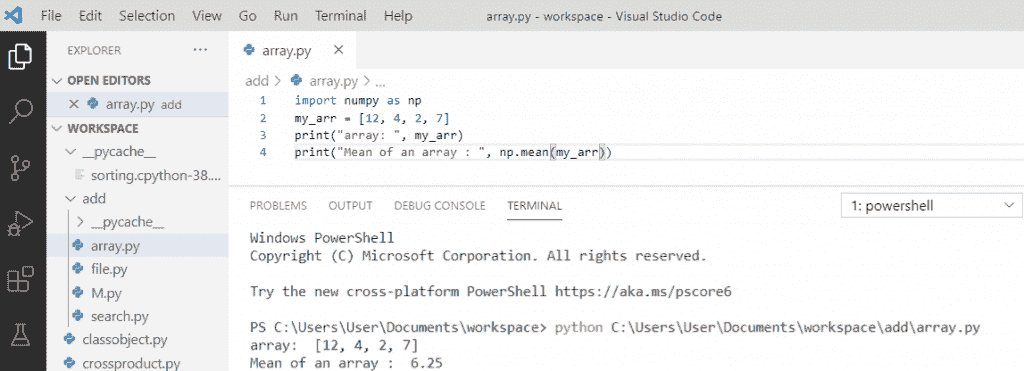 File Edit Selection View Go Run Terminal Help array.py - workspace - Visual Studio Code
EXPLORER ...
OPEN EDITORS
array.py add
WORKSPACE
__pycache__
sorting.cpython-38....
add
__pycache__
array.py
file.py
M.py
search.py
classobject.py
crossproduct.py
array.py
add > array.py > ...
1 import numpy as np
2 my_arr = [12, 4, 2, 7]
3 print("array: ", my_arr)
4 print("Mean of an array : ", np.mean(my_arr))
PROBLEMS OUTPUT DEBUG CONSOLE TERMINAL 1: powershell
Windows PowerShell
Copyright (C) Microsoft Corporation. All rights reserved.
Try the new cross-platform PowerShell https://aka.ms/pscore6
PS C:\Users\User\Documents\workspace> python C:\Users\User\Documents\workspace\add\array.py
array:  [12, 4, 2, 7]
Mean of an array :  6.25